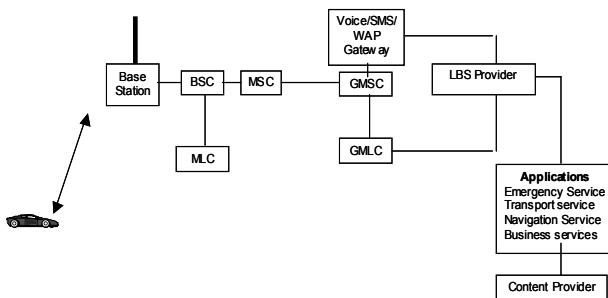 Voice/SMS/
WAP
Gateway
Base
Station
BSC
MSC
GMSC
LBS Provider
MLC
GMLC
Applications
Emergency Service
Transport service
Navigation Service
Business services
Content Provider